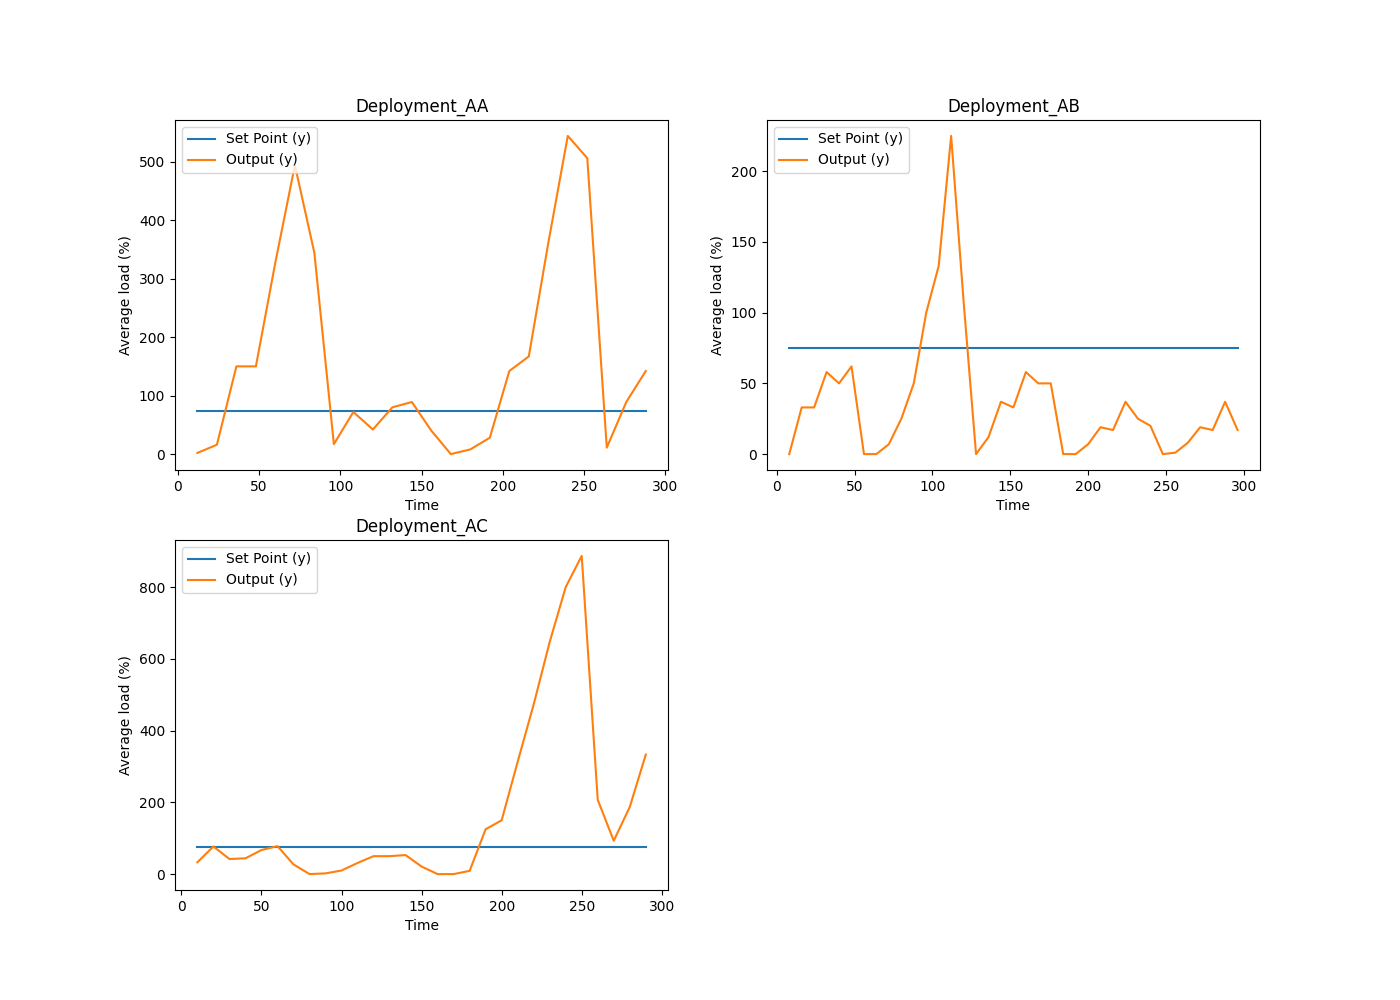 Deployment_AA
Set Point (y)
Output (y)
Average load (%)
500
400
300
200
100
0
0 50 100 150 200 250 300
Time
Deployment_AB
Set Point (y)
Output (y)
Average load (%)
200
150
100
50
0
0 50 100 150 200 250 300
Time
Deployment_AC
Set Point (y)
Output (y)
Average load (%)
800
600
400
200
0
0 50 100 150 200 250 300
Time